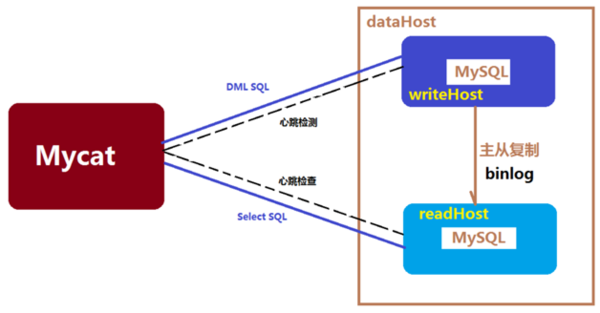 dataHost
MySQL
writeHost
DML SQL
心跳检测
Mycat
主从复制
binlog
心跳检查
Select SQL
readHost
MySQL